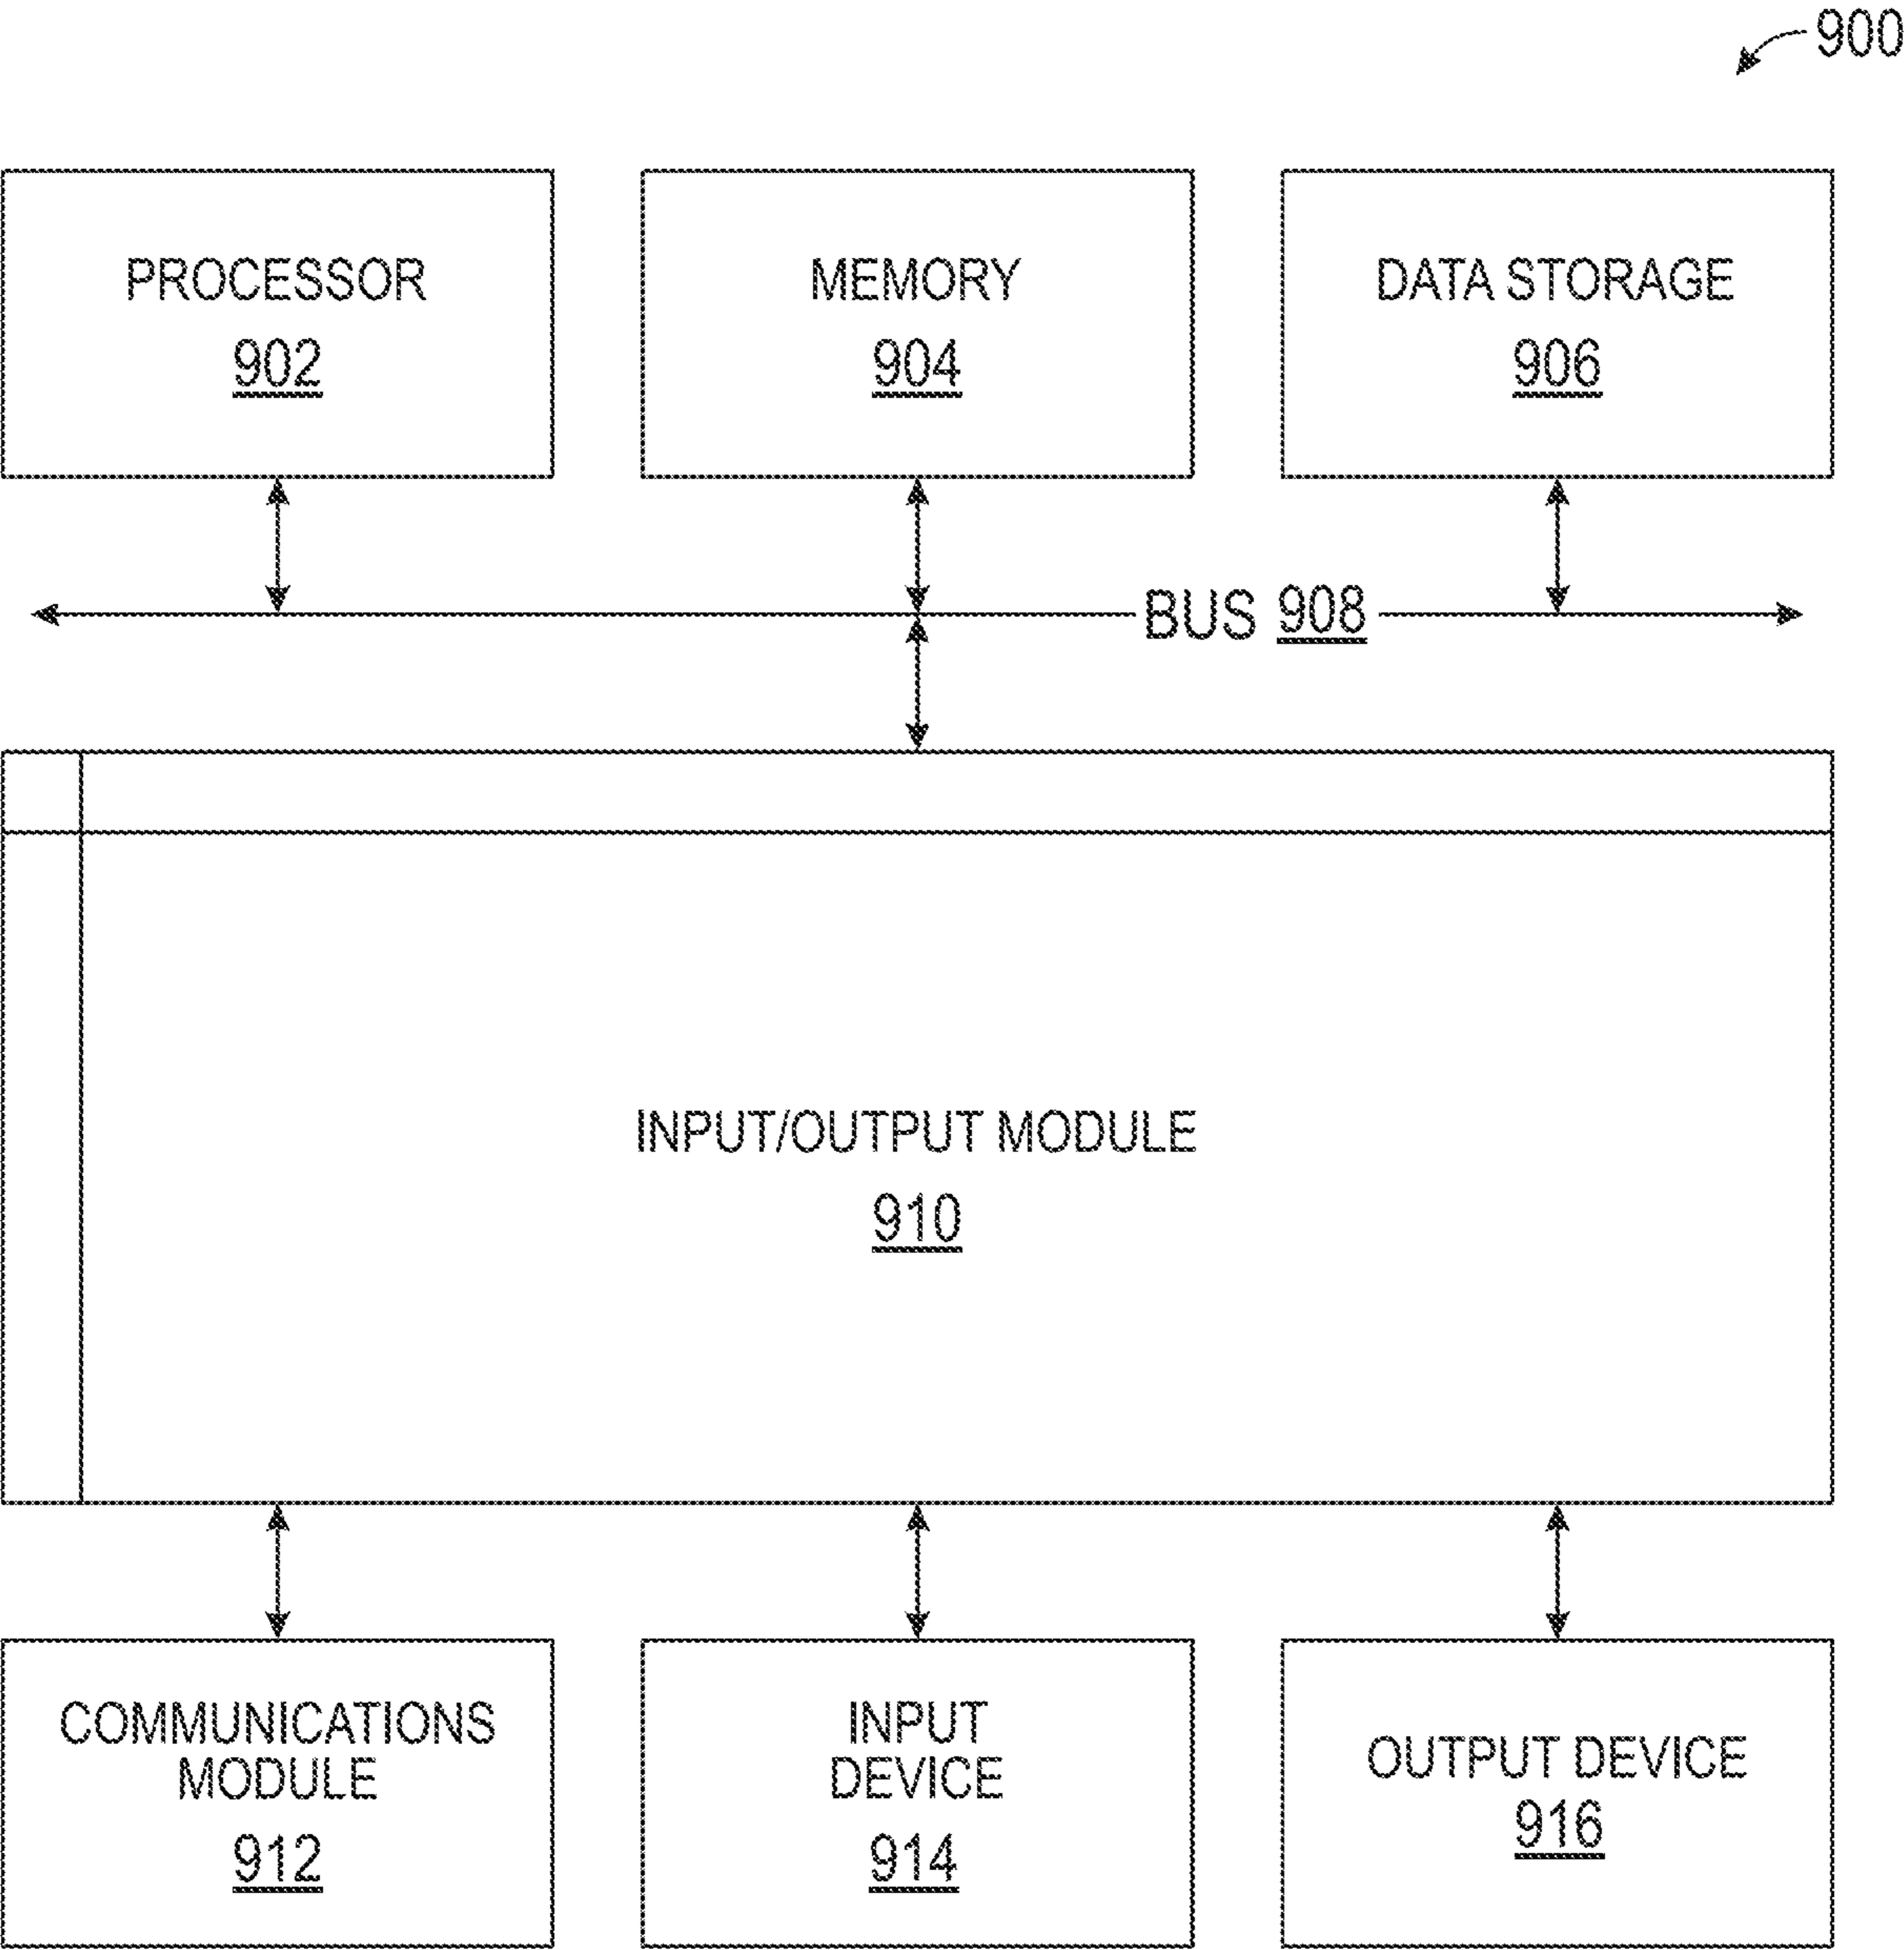 900
PROCESSOR
902
MEMORY
904
DATA STORAGE
906
BUS 908
INPUT/OUTPUT MODULE
910
COMMUNICATIONS
MODULE
912
INPUT
DEVICE
914
OUTPUT DEVICE
916